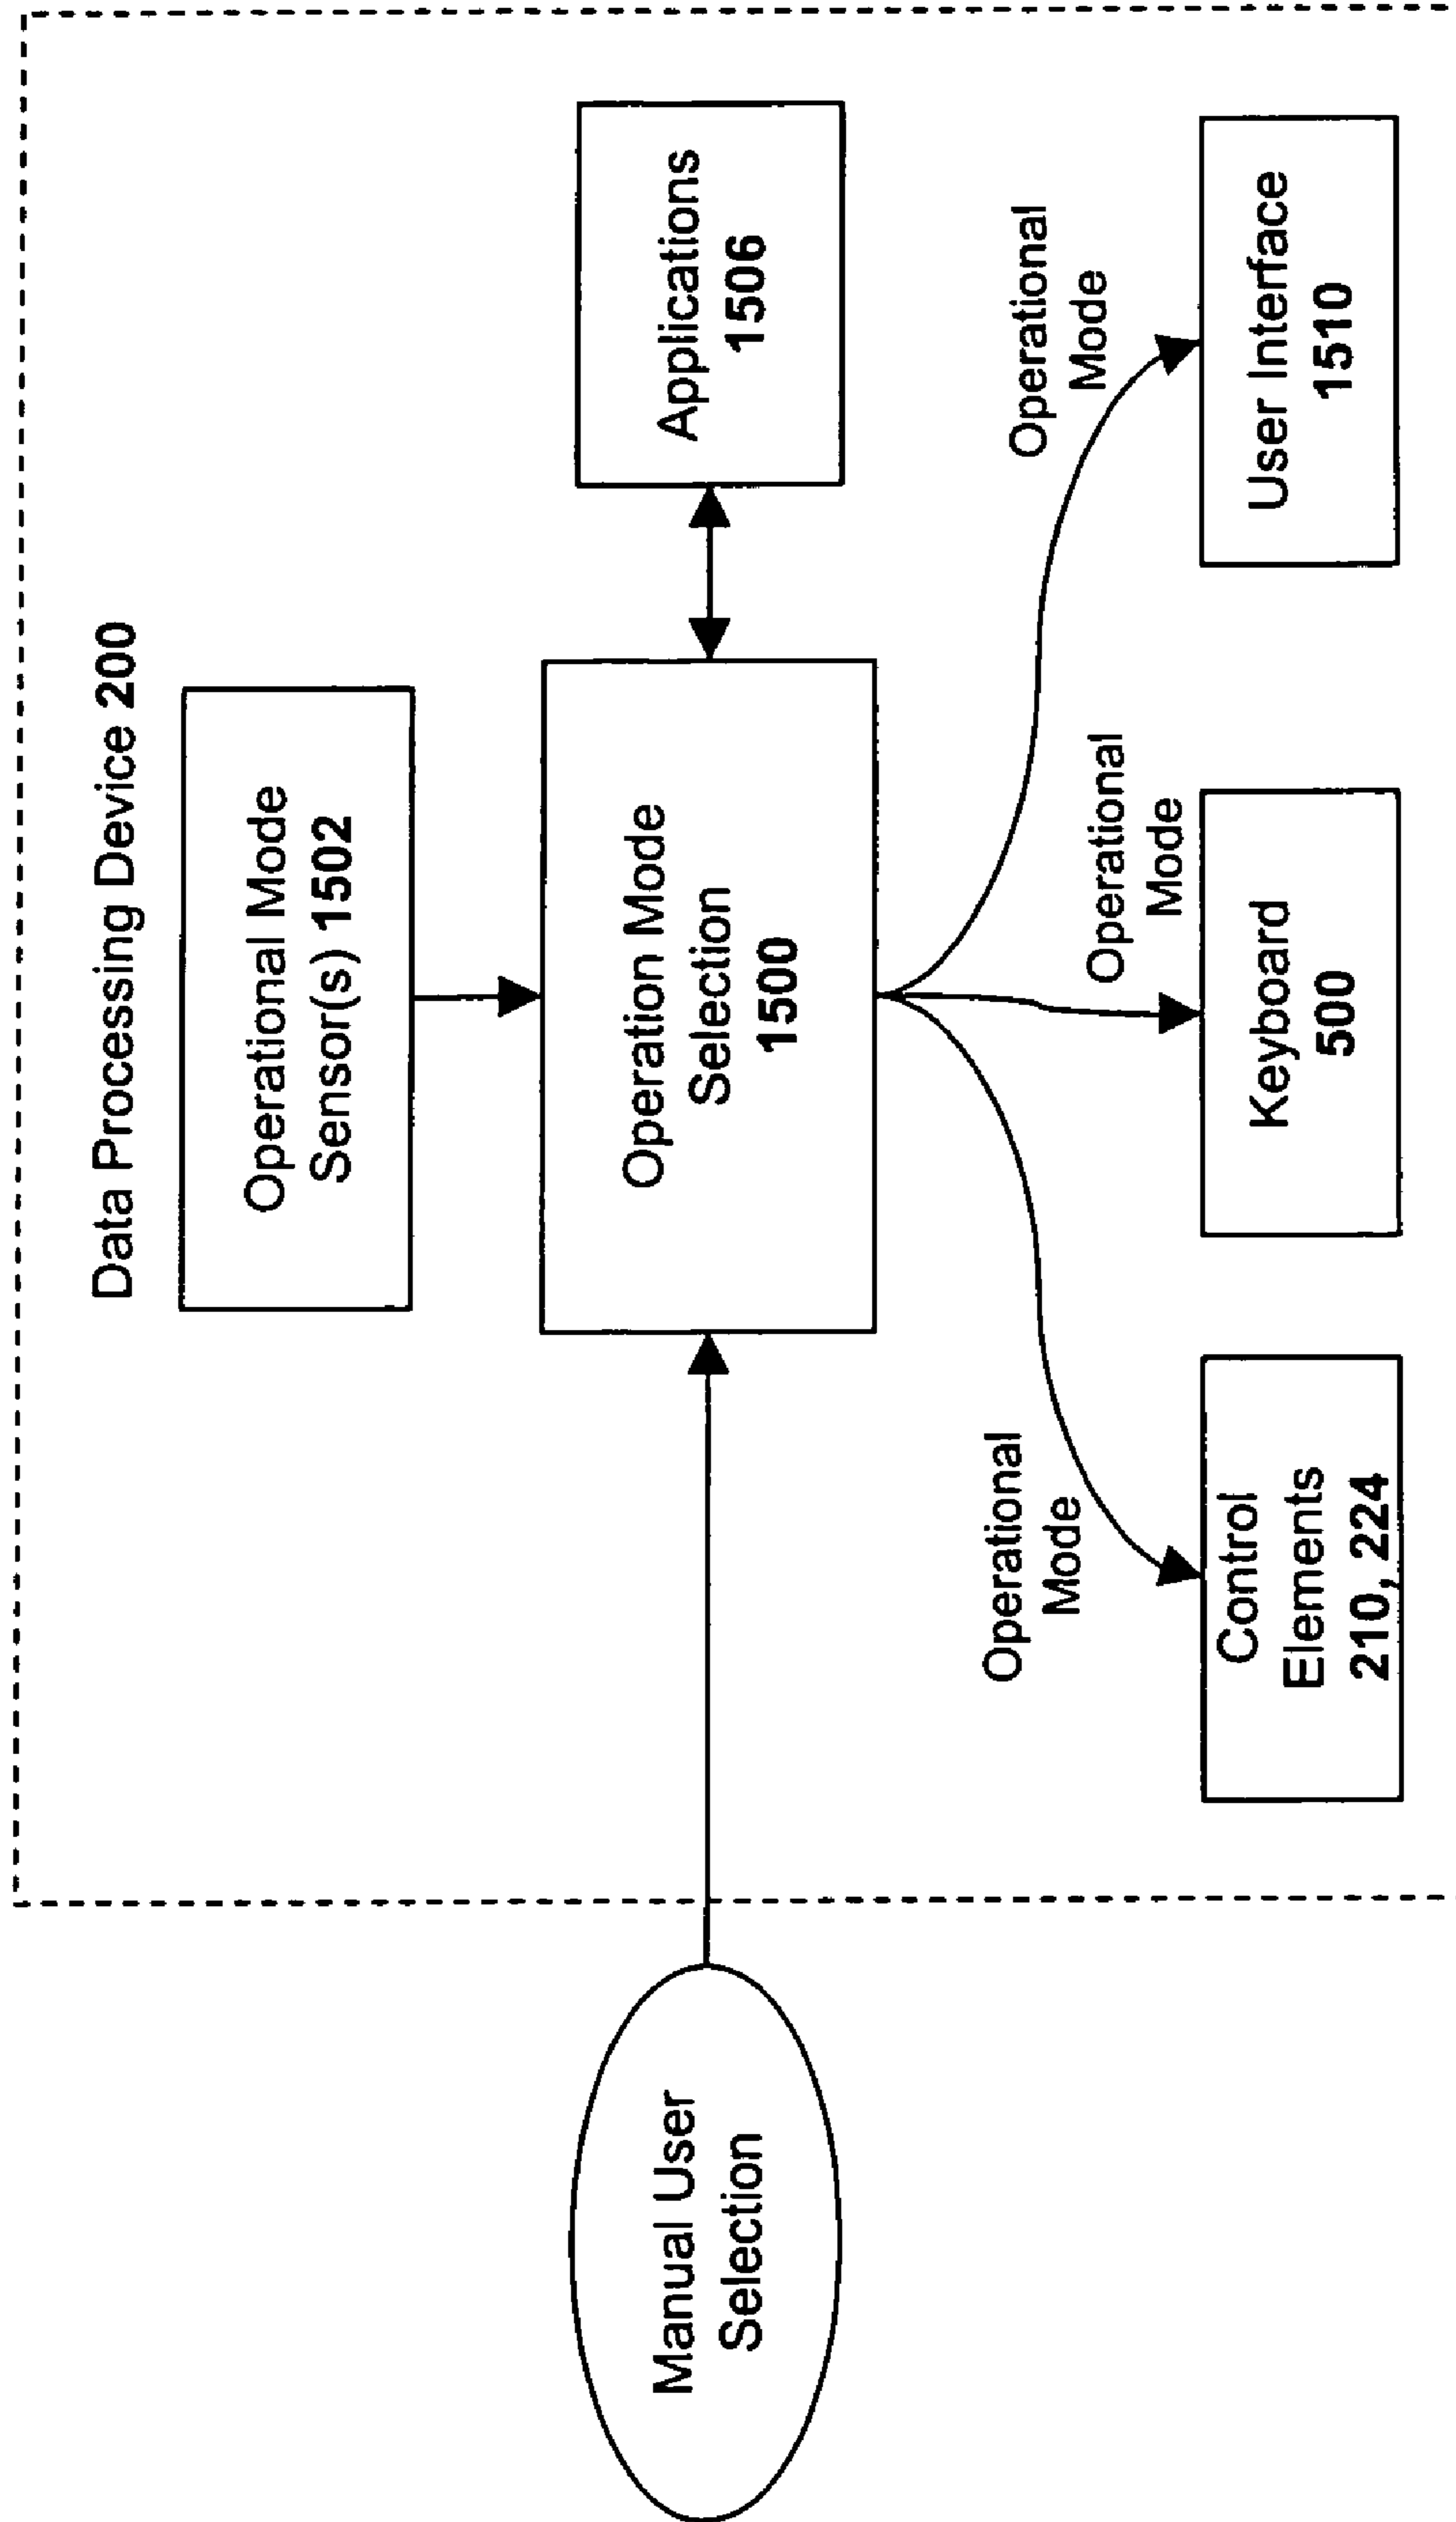 Data Processing Device 200
Operational Mode
Sensor(s) 1502
Manual User
Selection
Operation Mode
Selection
1500
Applications
1506
Operational
Mode
Operational
Mode
Operational
Mode
Control
Elements
210, 224
Keyboard
500
User Interface
1510